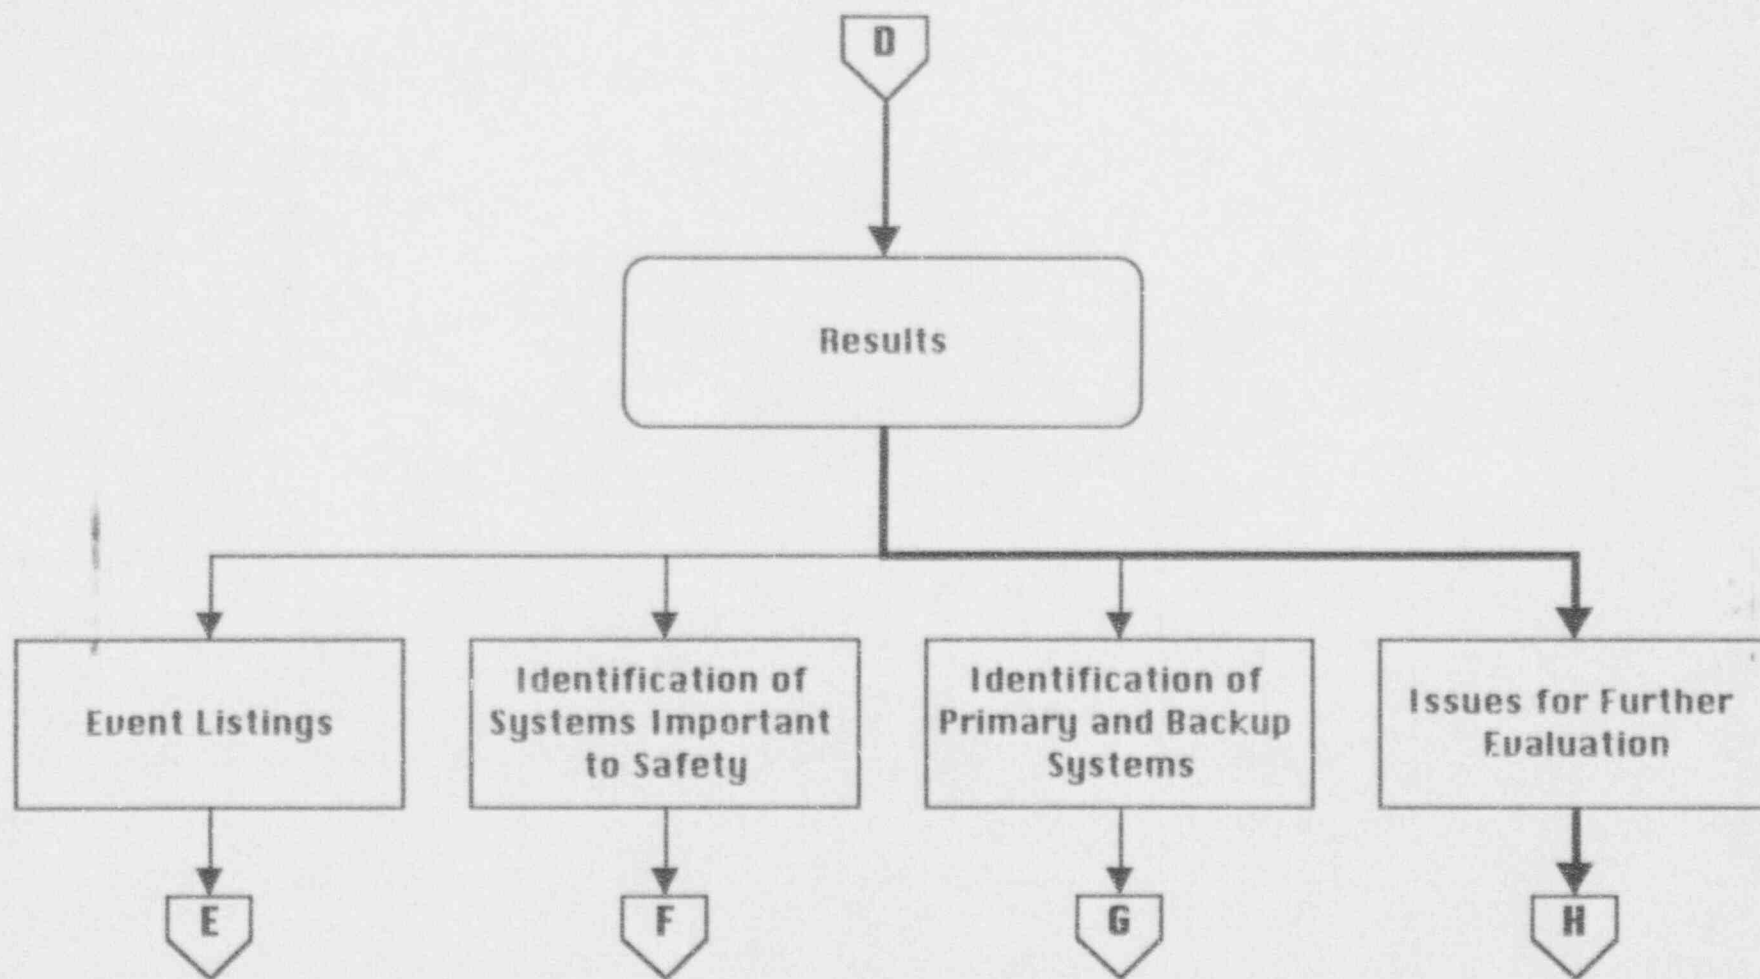 D
Results
Event Listings
Identification of
Systems Important
to Safety
Identification of
Primary and Backup
Systems
Issues for Further
Evaluation
E
F
G
H